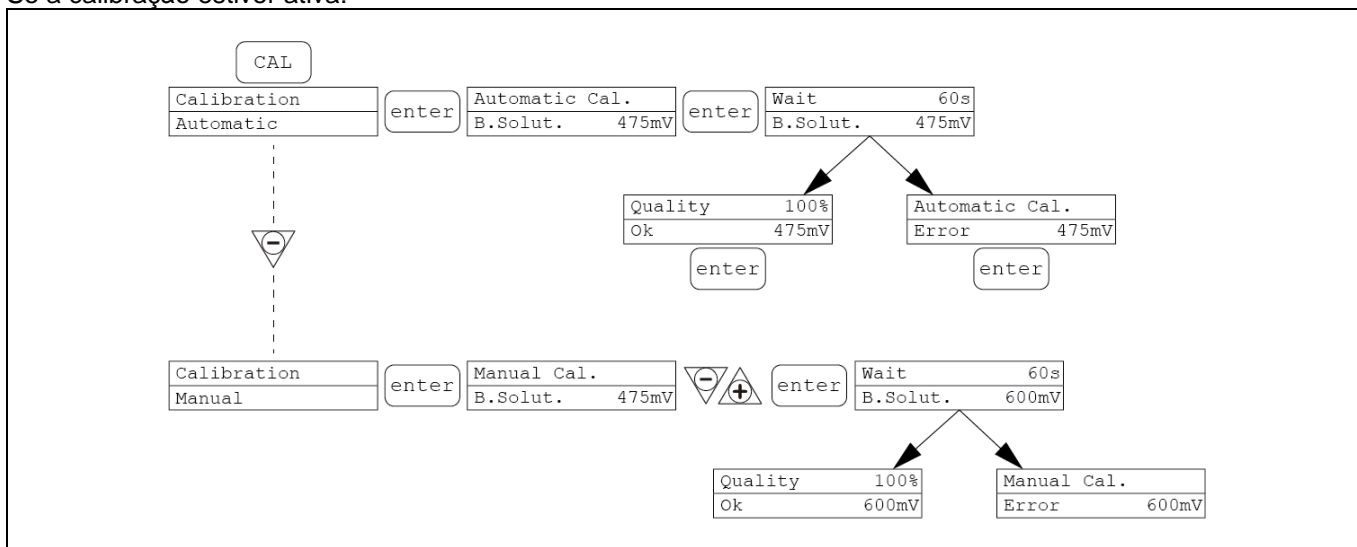 Se a calibração estiver ativa:
CAL
Calibration
Automatic
enter
Automatic Cal.
B.Solut. 475mV
enter
Wait 60s
B.Solut. 475mV
Quality 100%
Ok 475mV
enter
Automatic Cal.
Error 475mV
enter
-
Calibration
Manual
enter
Manual Cal.
B.Solut. 475mV
- +
enter
Wait 60s
B.Solut. 600mV
Quality 100%
Ok 600mV
Manual Cal.
Error 600mV